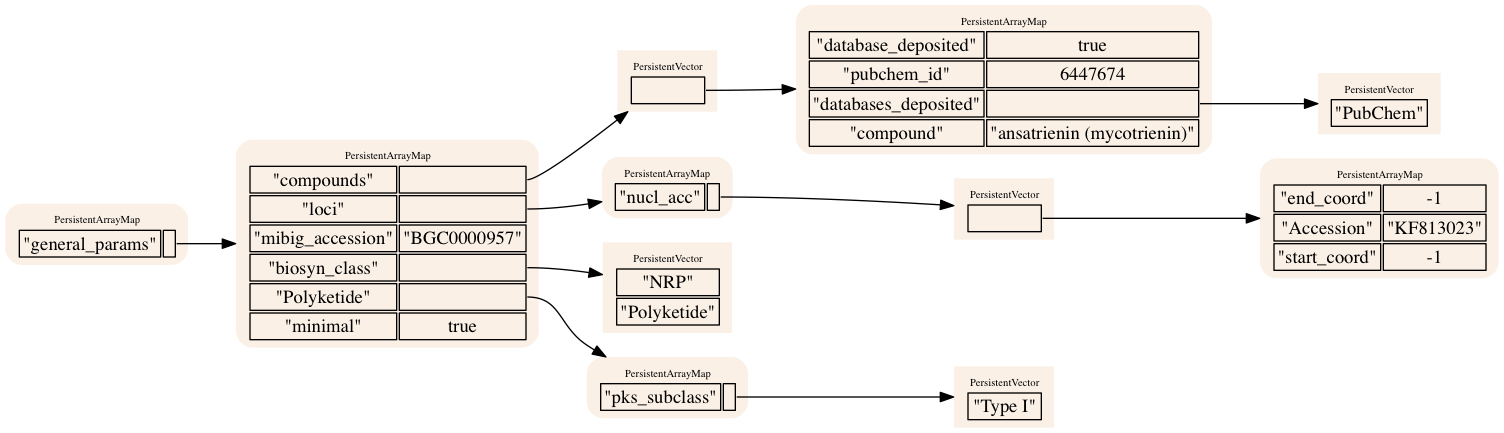 PersistentArrayMap
"general_params"
PersistentArrayMap
"compounds"
"loci"
"mibig_accession" "BGC0000957"
"biosyn_class"
"Polyketide"
"minimal" true
PersistentVector
PersistentArrayMap
"database_deposited" true
"pubchem_id" 6447674
"databases_deposited"
"compound" "ansatrienin (mycotrienin)"
PersistentVector
"PubChem"
PersistentArrayMap
"nucl_acc"
PersistentVector
PersistentArrayMap
"end_coord" -1
"Accession" "KF813023"
"start_coord" -1
PersistentVector
"NRP"
"Polyketide"
PersistentArrayMap
"pks_subclass"
PersistentVector
"Type I"